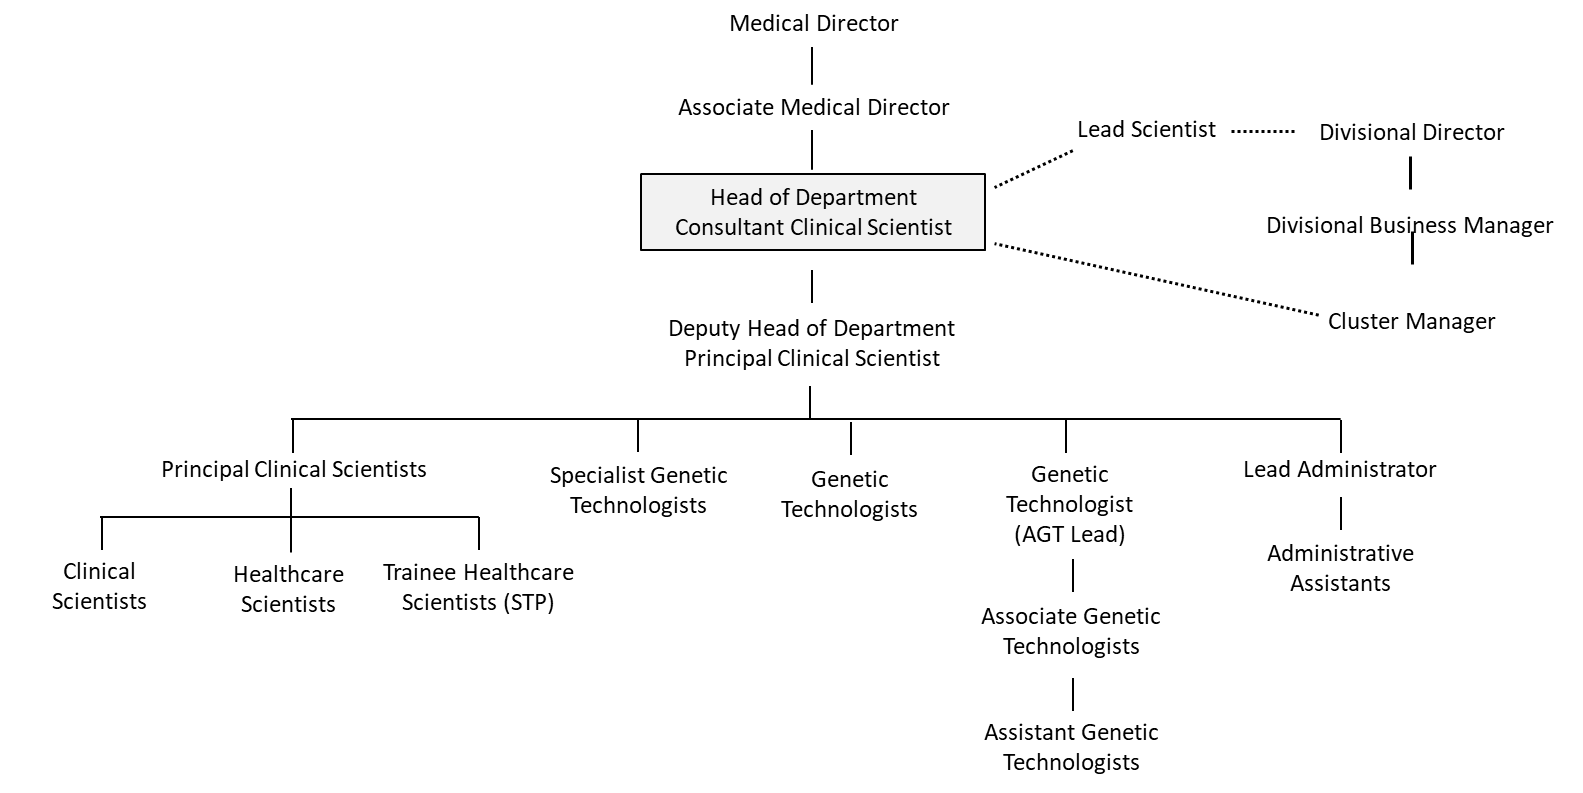 Medical Director
Associate Medical Director
Lead Scientist
Divisional Director
Head of Department
Consultant Clinical Scientist
Divisional Business Manager
Cluster Manager
Deputy Head of Department
Principal Clinical Scientist
Principal Clinical Scientists
Specialist Genetic
Technologists
Genetic
Technologists
Genetic
Technologist
(AGT Lead)
Lead Administrator
Clinical
Scientists
Healthcare
Scientists
Trainee Healthcare
Scientists (STP)
Administrative
Assistants
Associate Genetic
Technologists
Assistant Genetic
Technologists